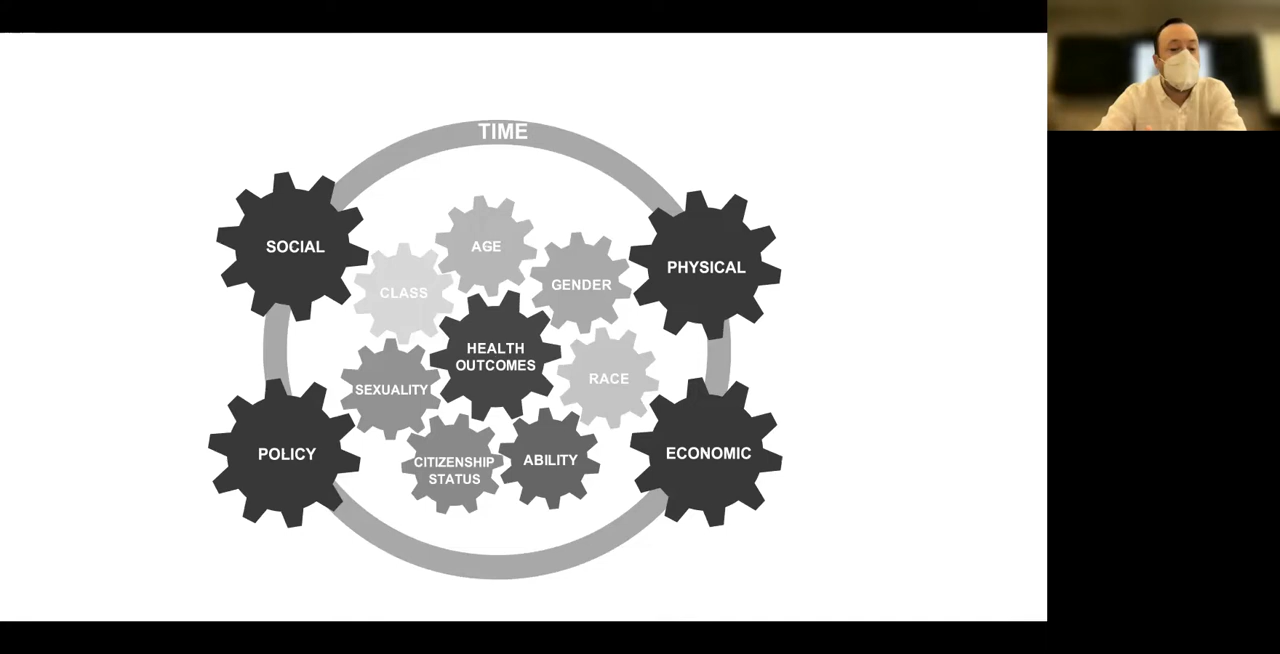 TIME
SOCIAL
AGE
PHYSICAL
CLASS
GENDER
HEALTH
OUTCOMES
RACE
SEXUALITY
POLICY
CITIZENSHIP
STATUS
ABILITY
ECONOMIC